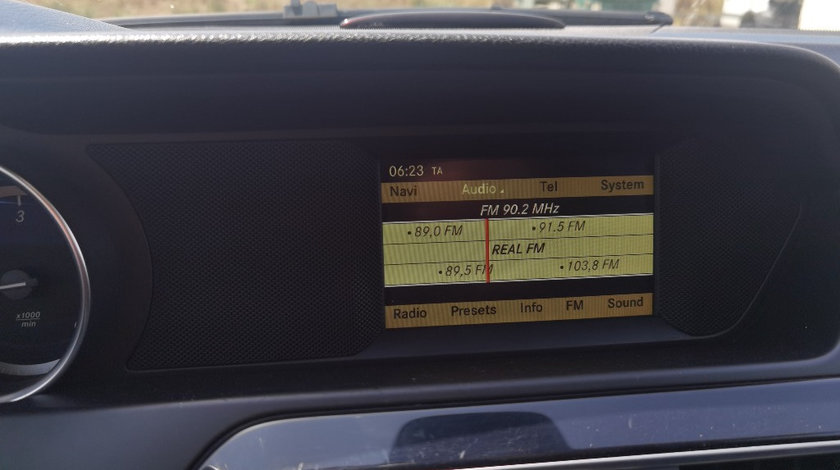 06:23 TA
Navi Audio Tel System
FM 90.2 MHz
89,0 FM 91.5 FM
REAL FM
89,5 FM 103,8 FM
Radio Presets Info FM Sound
3
x1000
min